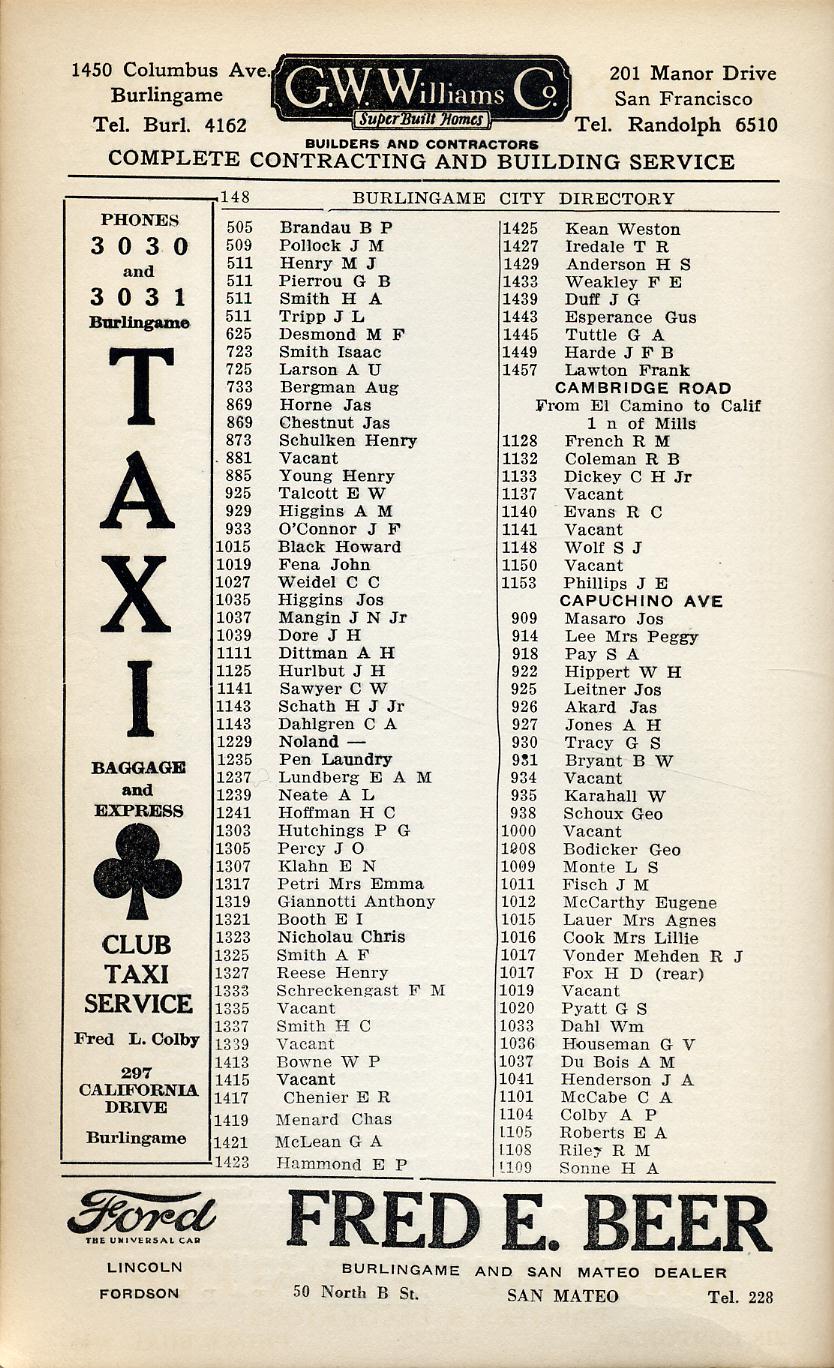 1450 Columbus Ave.
Burlingame
Tel. Burl. 4162
G.W. Williams Co.
"Super Built Homes"
201 Manor Drive
San Francisco
Tel. Randolph 6510
BUILDERS AND CONTRACTORS
COMPLETE CONTRACTING AND BUILDING SERVICE
148 BURLINGAME CITY DIRECTORY
PHONES
3030
and
3031
Burlingame
TAXI
BAGGAGE
and
EXPRESS
CLUB
TAXI
SERVICE
Fred L. Colby
297
CALIFORNIA
DRIVE
Burlingame
505 Brandau B P
509 Pollock J M
511 Henry M J
511 Pierrou G B
511 Smith H A
511 Tripp J L
625 Desmond M F
723 Smith Isaac
725 Larson A U
733 Bergman Aug
869 Horne Jas
869 Chestnut Jas
873 Schulken Henry
881 Vacant
885 Young Henry
925 Talcott E W
929 Higgins A M
933 O'Connor J F
1015 Black Howard
1019 Fena John
1027 Weidel C C
1035 Higgins Jos
1037 Mangin J N Jr
1039 Dore J H
1111 Dittman A H
1125 Hurlbut J H
1141 Sawyer C W
1143 Schath H J Jr
1143 Dahlgren C A
1229 Noland —
1235 Pen Laundry
1237 Lundberg E A M
1239 Neate A L
1241 Hoffman H C
1303 Hutchings P G
1305 Percy J O
1307 Klahn E N
1317 Petri Mrs Emma
1319 Giannotti Anthony
1321 Booth E I
1323 Nicholau Chris
1325 Smith A F
1327 Reese Henry
1333 Schreckengast F M
1335 Vacant
1337 Smith H C
1339 Vacant
1413 Bowne W P
1415 Vacant
1417 Chenier E R
1419 Menard Chas
1421 McLean G A
1423 Hammond E P
1425 Kean Weston
1427 Iredale T R
1429 Anderson H S
1433 Weakley F E
1439 Duff J G
1443 Esperance Gus
1445 Tuttle G A
1449 Harde J F B
1457 Lawton Frank
CAMBRIDGE ROAD
From El Camino to Calif
1 n of Mills
1128 French R M
1132 Coleman R B
1133 Dickey C H Jr
1137 Vacant
1140 Evans R C
1141 Vacant
1148 Wolf S J
1150 Vacant
1153 Phillips J E
CAPUCHINO AVE
909 Masaro Jos
914 Lee Mrs Peggy
918 Pay S A
922 Hippert W H
925 Leitner Jos
926 Akard Jas
927 Jones A H
930 Tracy G S
931 Bryant B W
934 Vacant
935 Karahall W
938 Schoux Geo
1000 Vacant
1008 Bodicker Geo
1009 Monte L S
1011 Fisch J M
1012 McCarthy Eugene
1015 Lauer Mrs Agnes
1016 Cook Mrs Lillie
1017 Vonder Mehden R J
1017 Fox H D (rear)
1019 Vacant
1020 Pyatt G S
1033 Dahl Wm
1036 Houseman G V
1037 Du Bois A M
1041 Henderson J A
1101 McCabe C A
1104 Colby A P
1105 Roberts E A
1108 Riley R M
1109 Sonne H A
Ford
THE UNIVERSAL CAR
LINCOLN
FORDSON
FRED E. BEER
BURLINGAME AND SAN MATEO DEALER
50 North B St. SAN MATEO Tel. 228